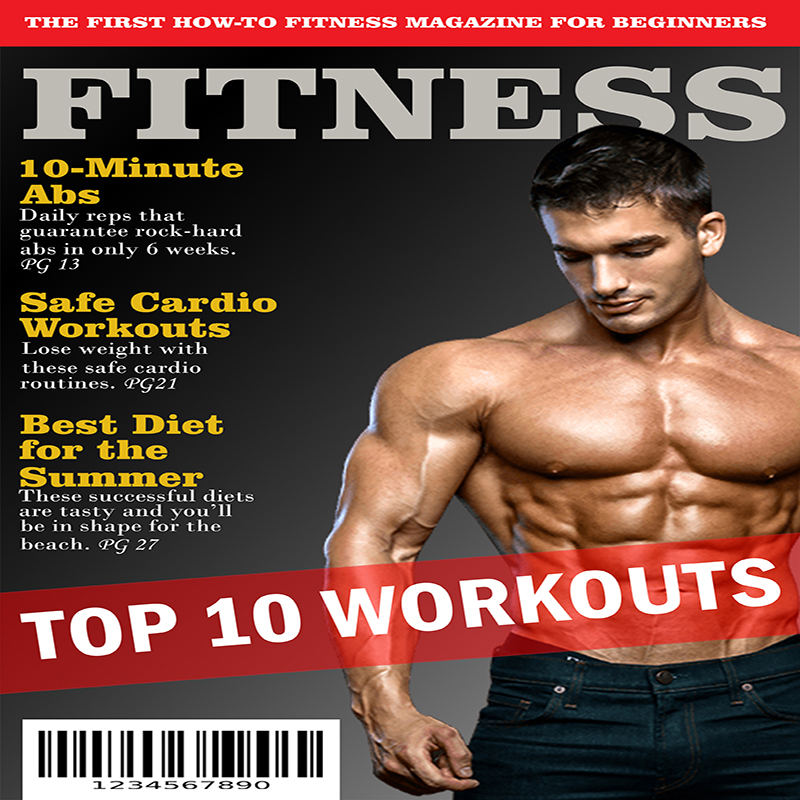 THE FIRST HOW-TO FITNESS MAGAZINE FOR BEGINNERS
FITNESS
10-Minute
Abs
Daily reps that
guarantee rock-hard
abs in only 6 weeks.
PG 13
Safe Cardio
Workouts
Lose weight with
these safe cardio
routines. PG21
Best Diet
for the
Summer
These successful diets
are tasty and you'll
be in shape for the
beach. PG 27
TOP 10 WORKOUTS
1234567890